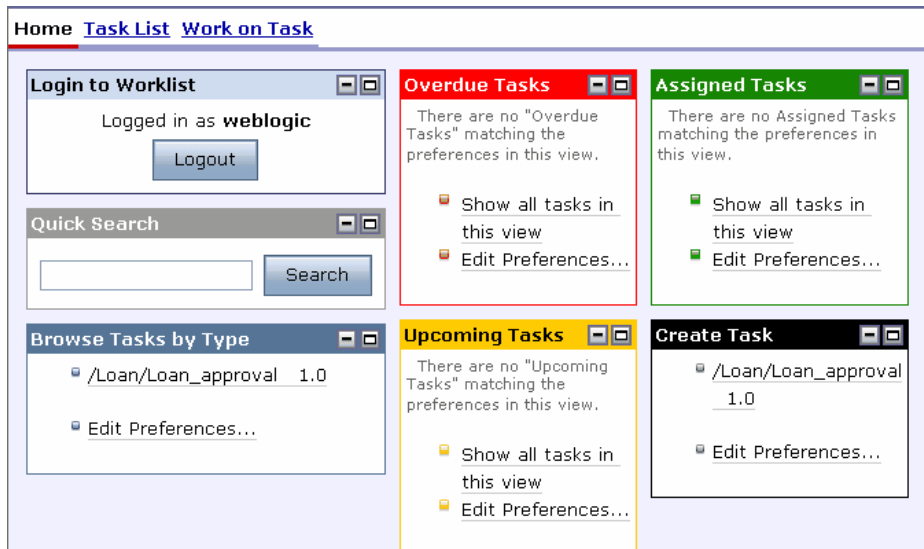 Home Task List Work on Task
Login to Worklist
Logged in as weblogic
Logout
Quick Search
Search
Browse Tasks by Type
/Loan/Loan_approval 1.0
Edit Preferences...
Overdue Tasks
There are no "Overdue
Tasks" matching the
preferences in this view.
Show all tasks in
this view
Edit Preferences...
Upcoming Tasks
There are no "Upcoming
Tasks" matching the
preferences in this view.
Show all tasks in
this view
Edit Preferences...
Assigned Tasks
There are no Assigned Tasks
matching the preferences in
this view.
Show all tasks in
this view
Edit Preferences...
Create Task
/Loan/Loan_approval
1.0
Edit Preferences...